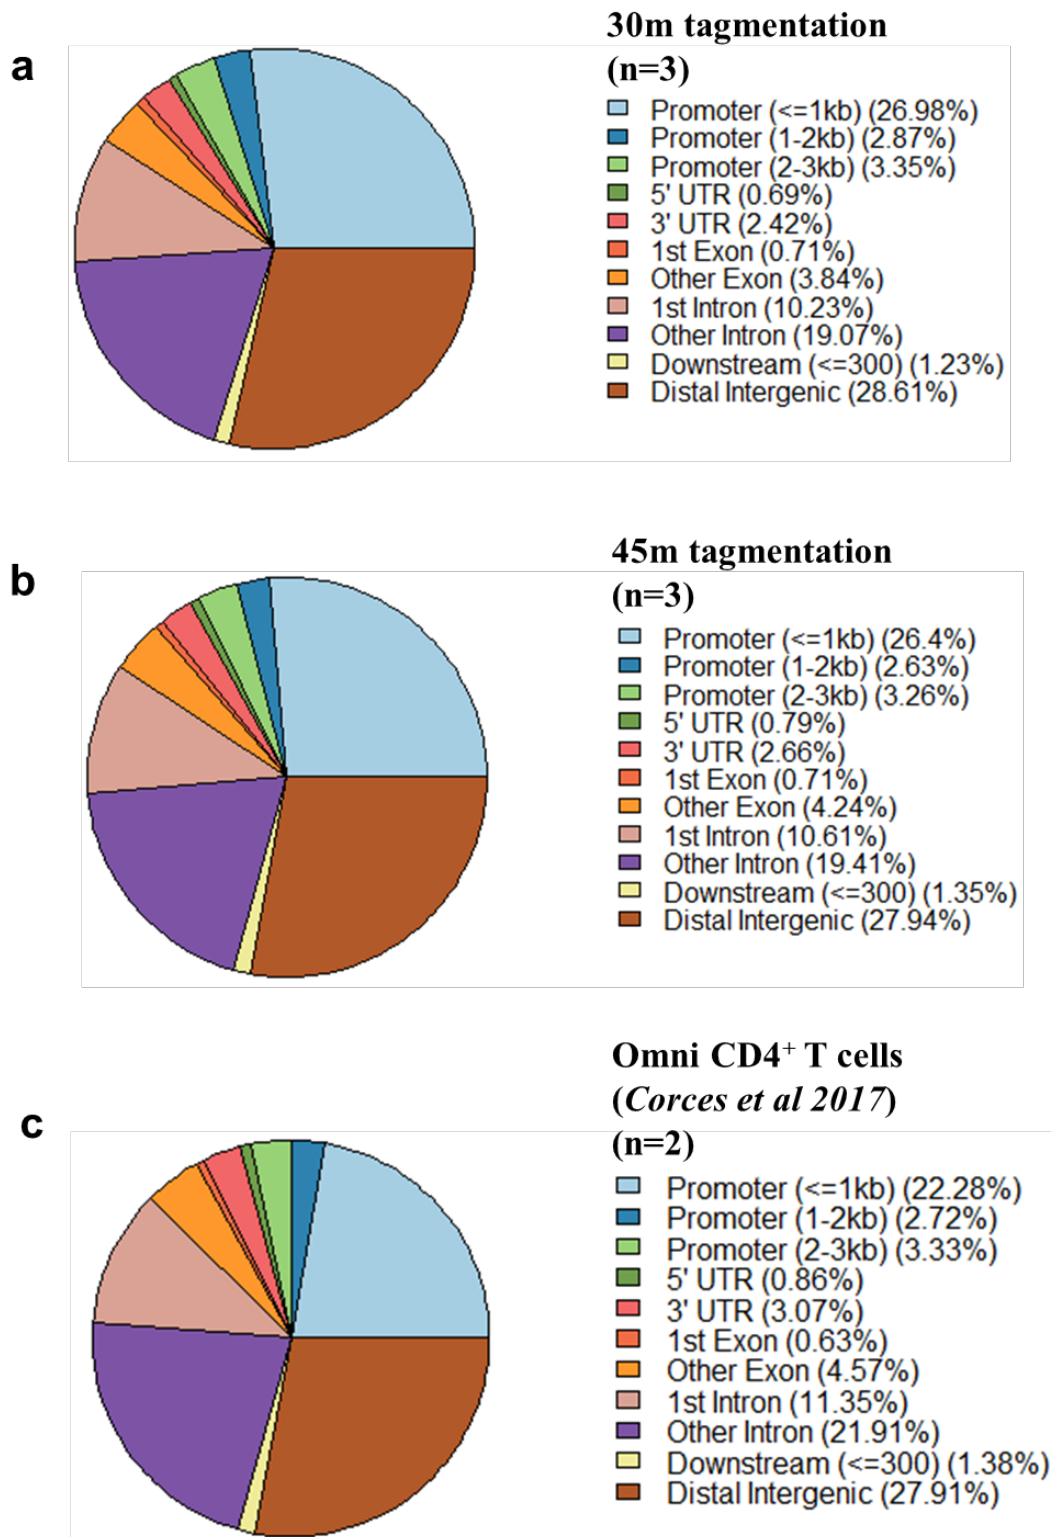 a
30m tagmentation
(n=3)
Promoter (<=1kb) (26.98%)
Promoter (1-2kb) (2.87%)
Promoter (2-3kb) (3.35%)
5' UTR (0.69%)
3' UTR (2.42%)
1st Exon (0.71%)
Other Exon (3.84%)
1st Intron (10.23%)
Other Intron (19.07%)
Downstream (<=300) (1.23%)
Distal Intergenic (28.61%)
b
45m tagmentation
(n=3)
Promoter (<=1kb) (26.4%)
Promoter (1-2kb) (2.63%)
Promoter (2-3kb) (3.26%)
5' UTR (0.79%)
3' UTR (2.66%)
1st Exon (0.71%)
Other Exon (4.24%)
1st Intron (10.61%)
Other Intron (19.41%)
Downstream (<=300) (1.35%)
Distal Intergenic (27.94%)
c
Omni CD4⁺ T cells
(Corces et al 2017)
(n=2)
Promoter (<=1kb) (22.28%)
Promoter (1-2kb) (2.72%)
Promoter (2-3kb) (3.33%)
5' UTR (0.86%)
3' UTR (3.07%)
1st Exon (0.63%)
Other Exon (4.57%)
1st Intron (11.35%)
Other Intron (21.91%)
Downstream (<=300) (1.38%)
Distal Intergenic (27.91%)